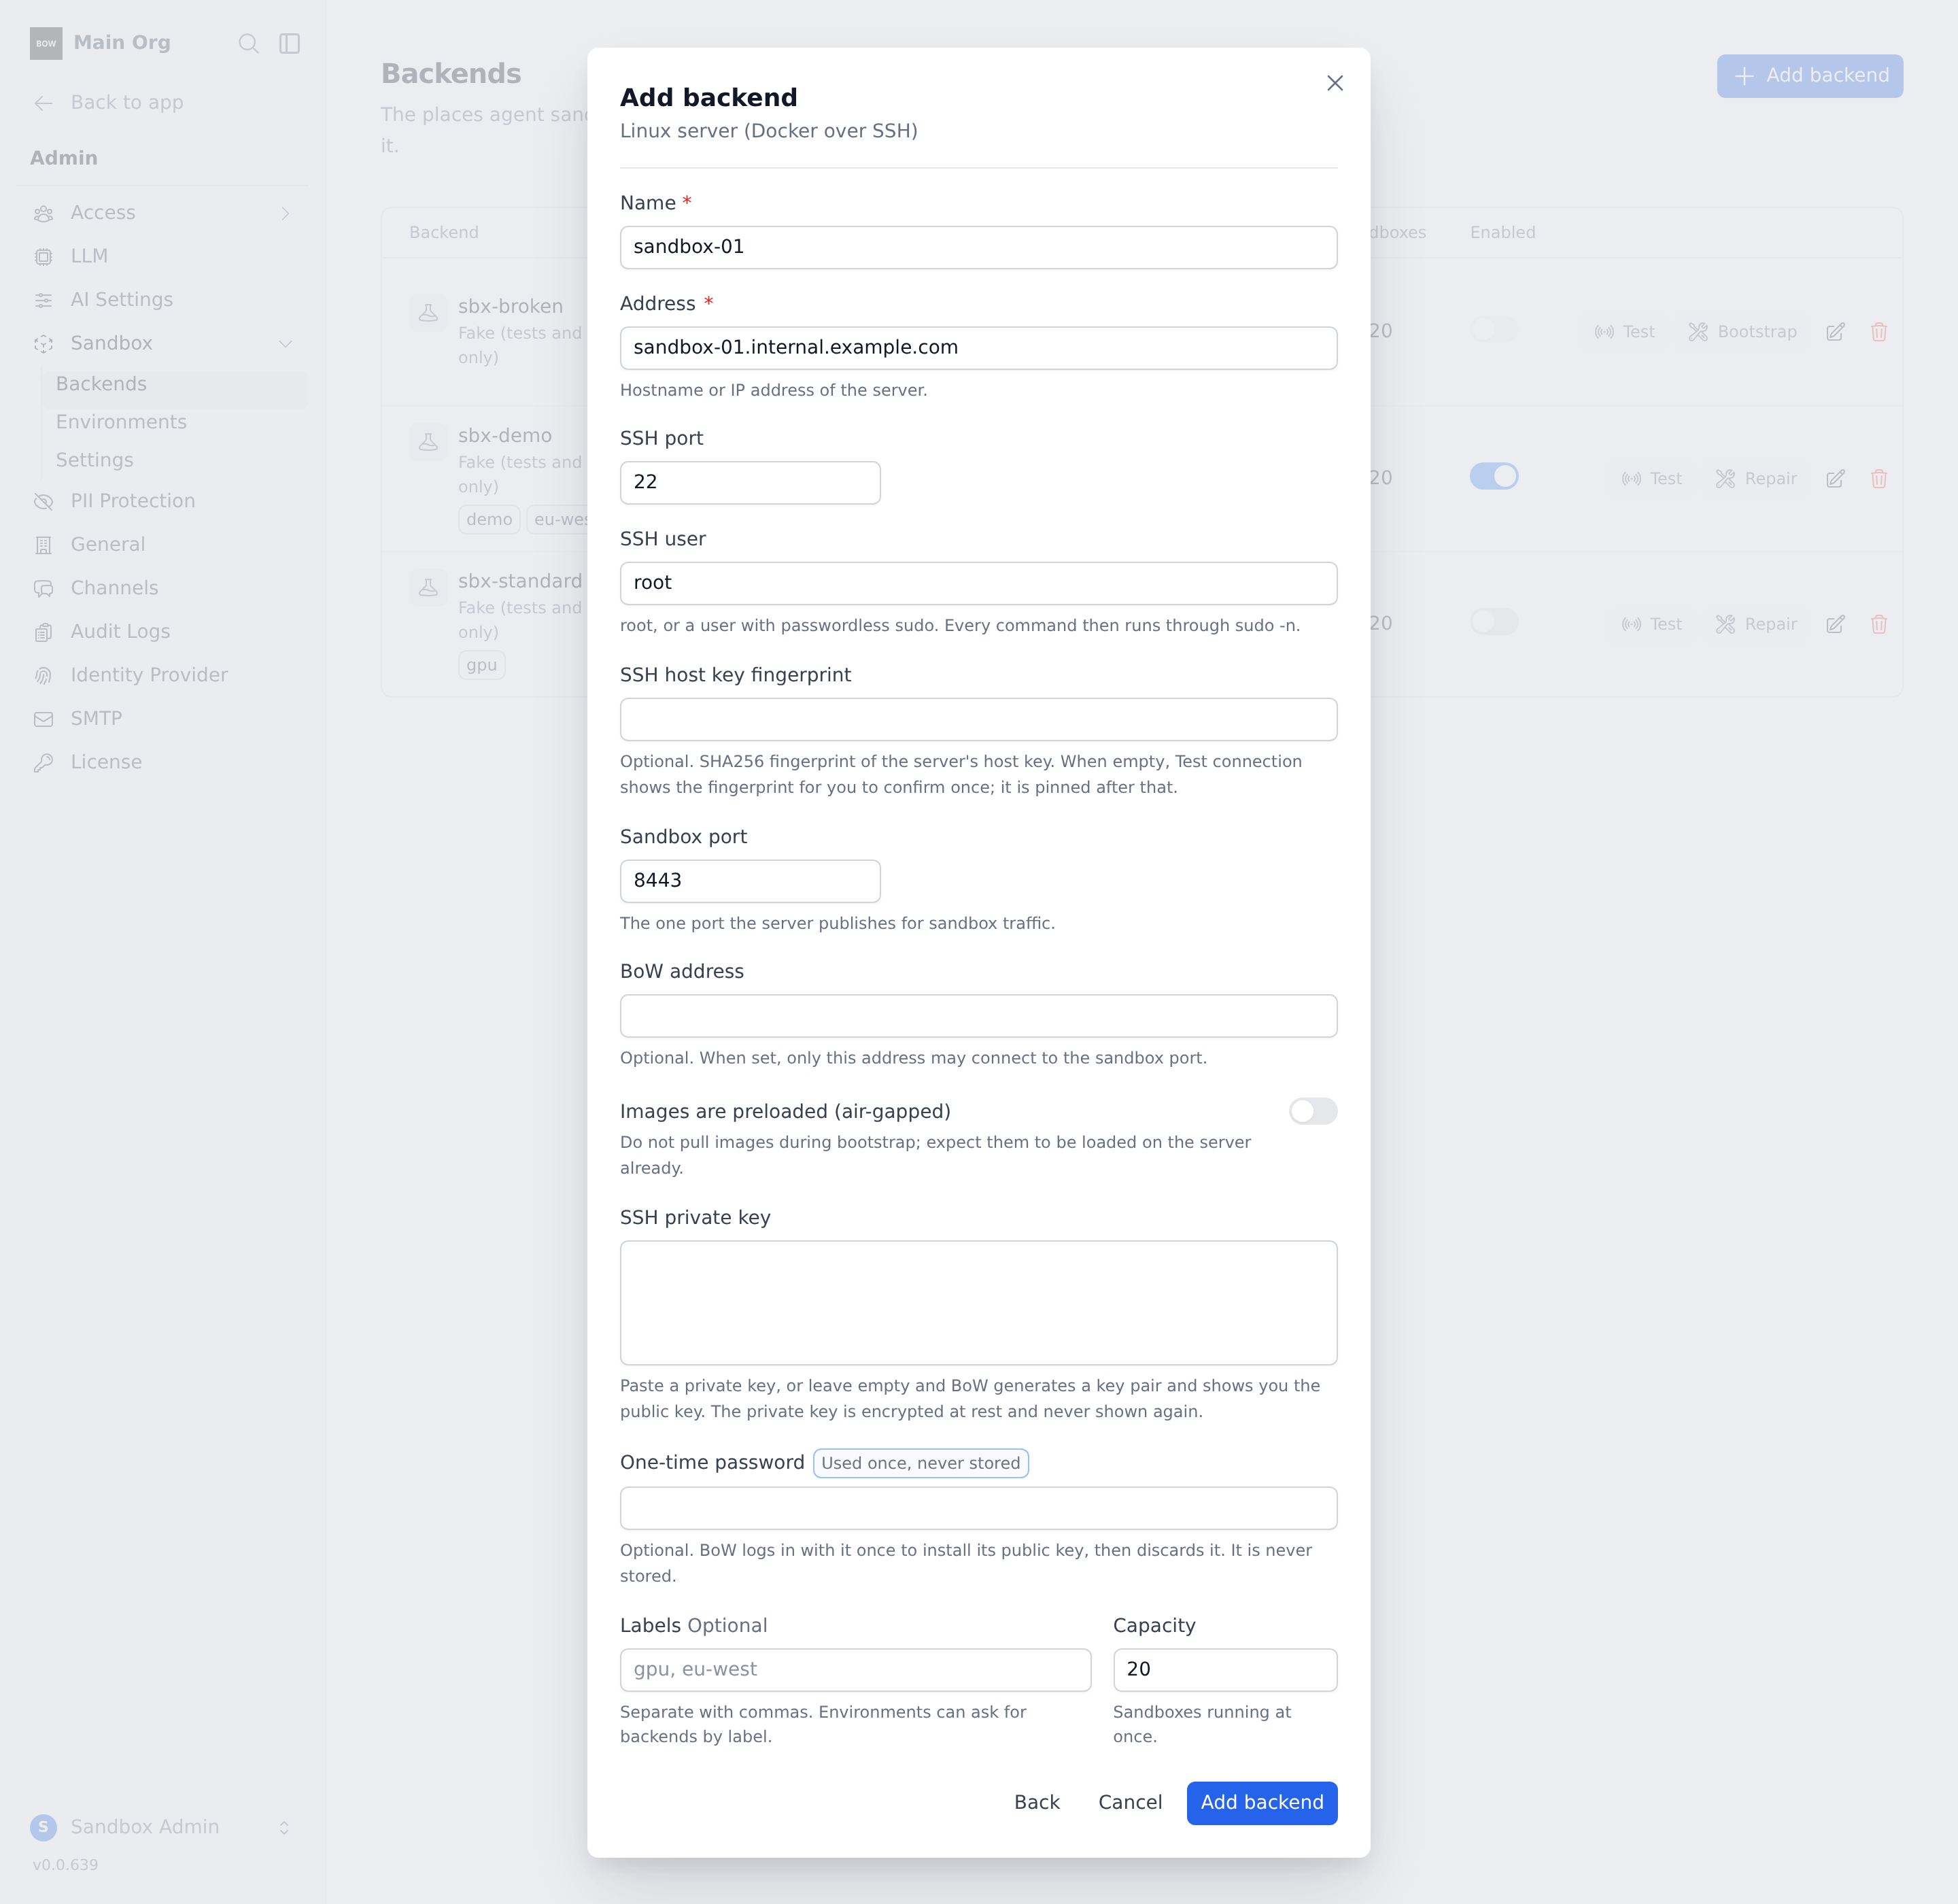 BOW
Main Org
Back to app
Admin
Access
LLM
AI Settings
Sandbox
Backends
Environments
Settings
PII Protection
General
Channels
Audit Logs
Identity Provider
SMTP
License
S
Sandbox Admin
v0.0.639
Backends
The places agent
it.
Add backend
Backend
Enabled
sbx-broken
Fake (tests and
only)
20
Test
Bootstrap
sbx-demo
Fake (tests and
only)
demo
20
Test
Repair
sbx-standard
Fake (tests and
only)
gpu
20
Test
Repair
Add backend
Linux server (Docker over SSH)
Name *
sandbox-01
Address *
sandbox-01.internal.example.com
Hostname or IP address of the server.
SSH port
22
SSH user
root
root, or a user with passwordless sudo. Every command then runs through sudo -n.
SSH host key fingerprint
Optional. SHA256 fingerprint of the server's host key. When empty, Test connection
shows the fingerprint for you to confirm once; it is pinned after that.
Sandbox port
8443
The one port the server publishes for sandbox traffic.
BoW address
Optional. When set, only this address may connect to the sandbox port.
Images are preloaded (air-gapped)
Do not pull images during bootstrap; expect them to be loaded on the server
already.
SSH private key
Paste a private key, or leave empty and BoW generates a key pair and shows you the
public key. The private key is encrypted at rest and never shown again.
One-time password Used once, never stored
Optional. BoW logs in with it once to install its public key, then discards it. It is never
stored.
Labels Optional
gpu, eu-west
Separate with commas. Environments can ask for
backends by label.
Capacity
20
Sandboxes running at
once.
Back
Cancel
Add backend